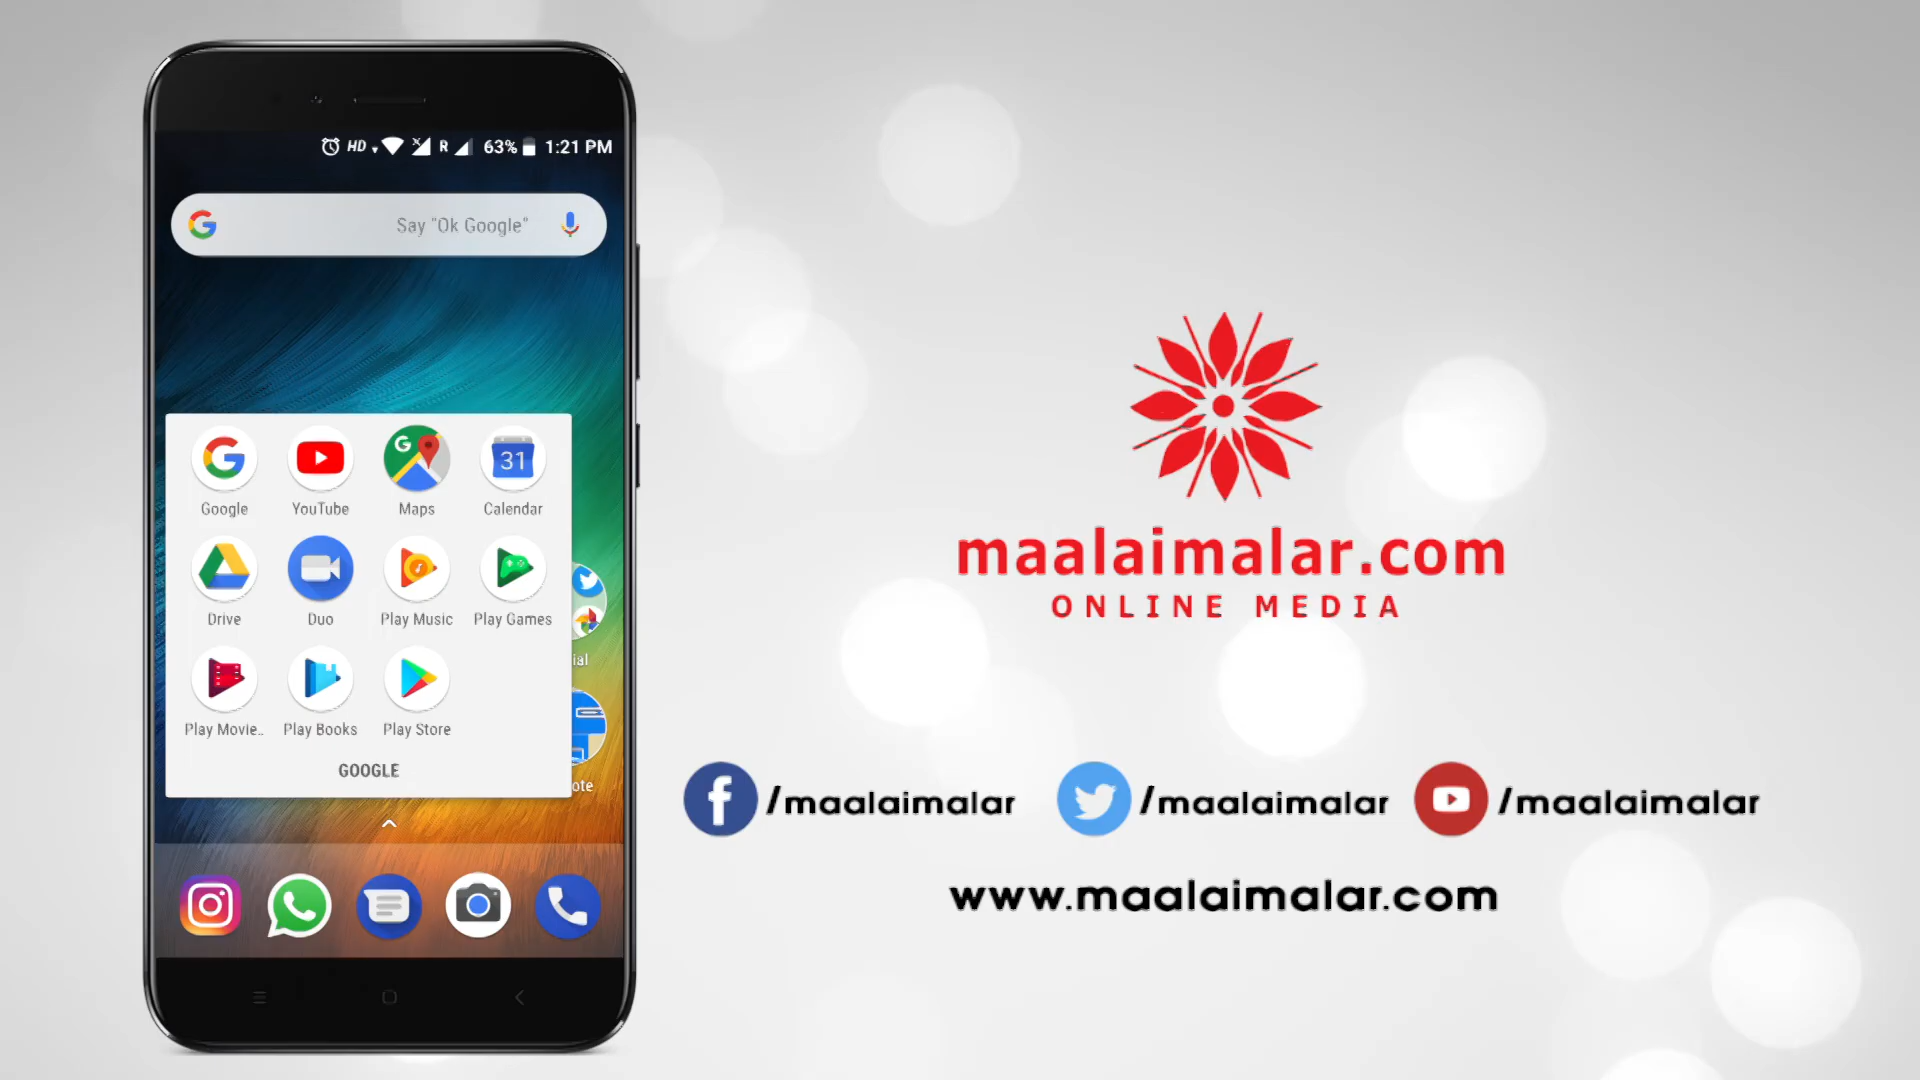 HD R 63% 1:21 PM
Say "Ok Google"
G
31
Google YouTube Maps Calendar
Drive Duo Play Music Play Games
ial
Play Movie.. Play Books Play Store
GOOGLE
ote
maalaimalar.com
ONLINE MEDIA
/maalaimalar /maalaimalar /maalaimalar
www.maalaimalar.com